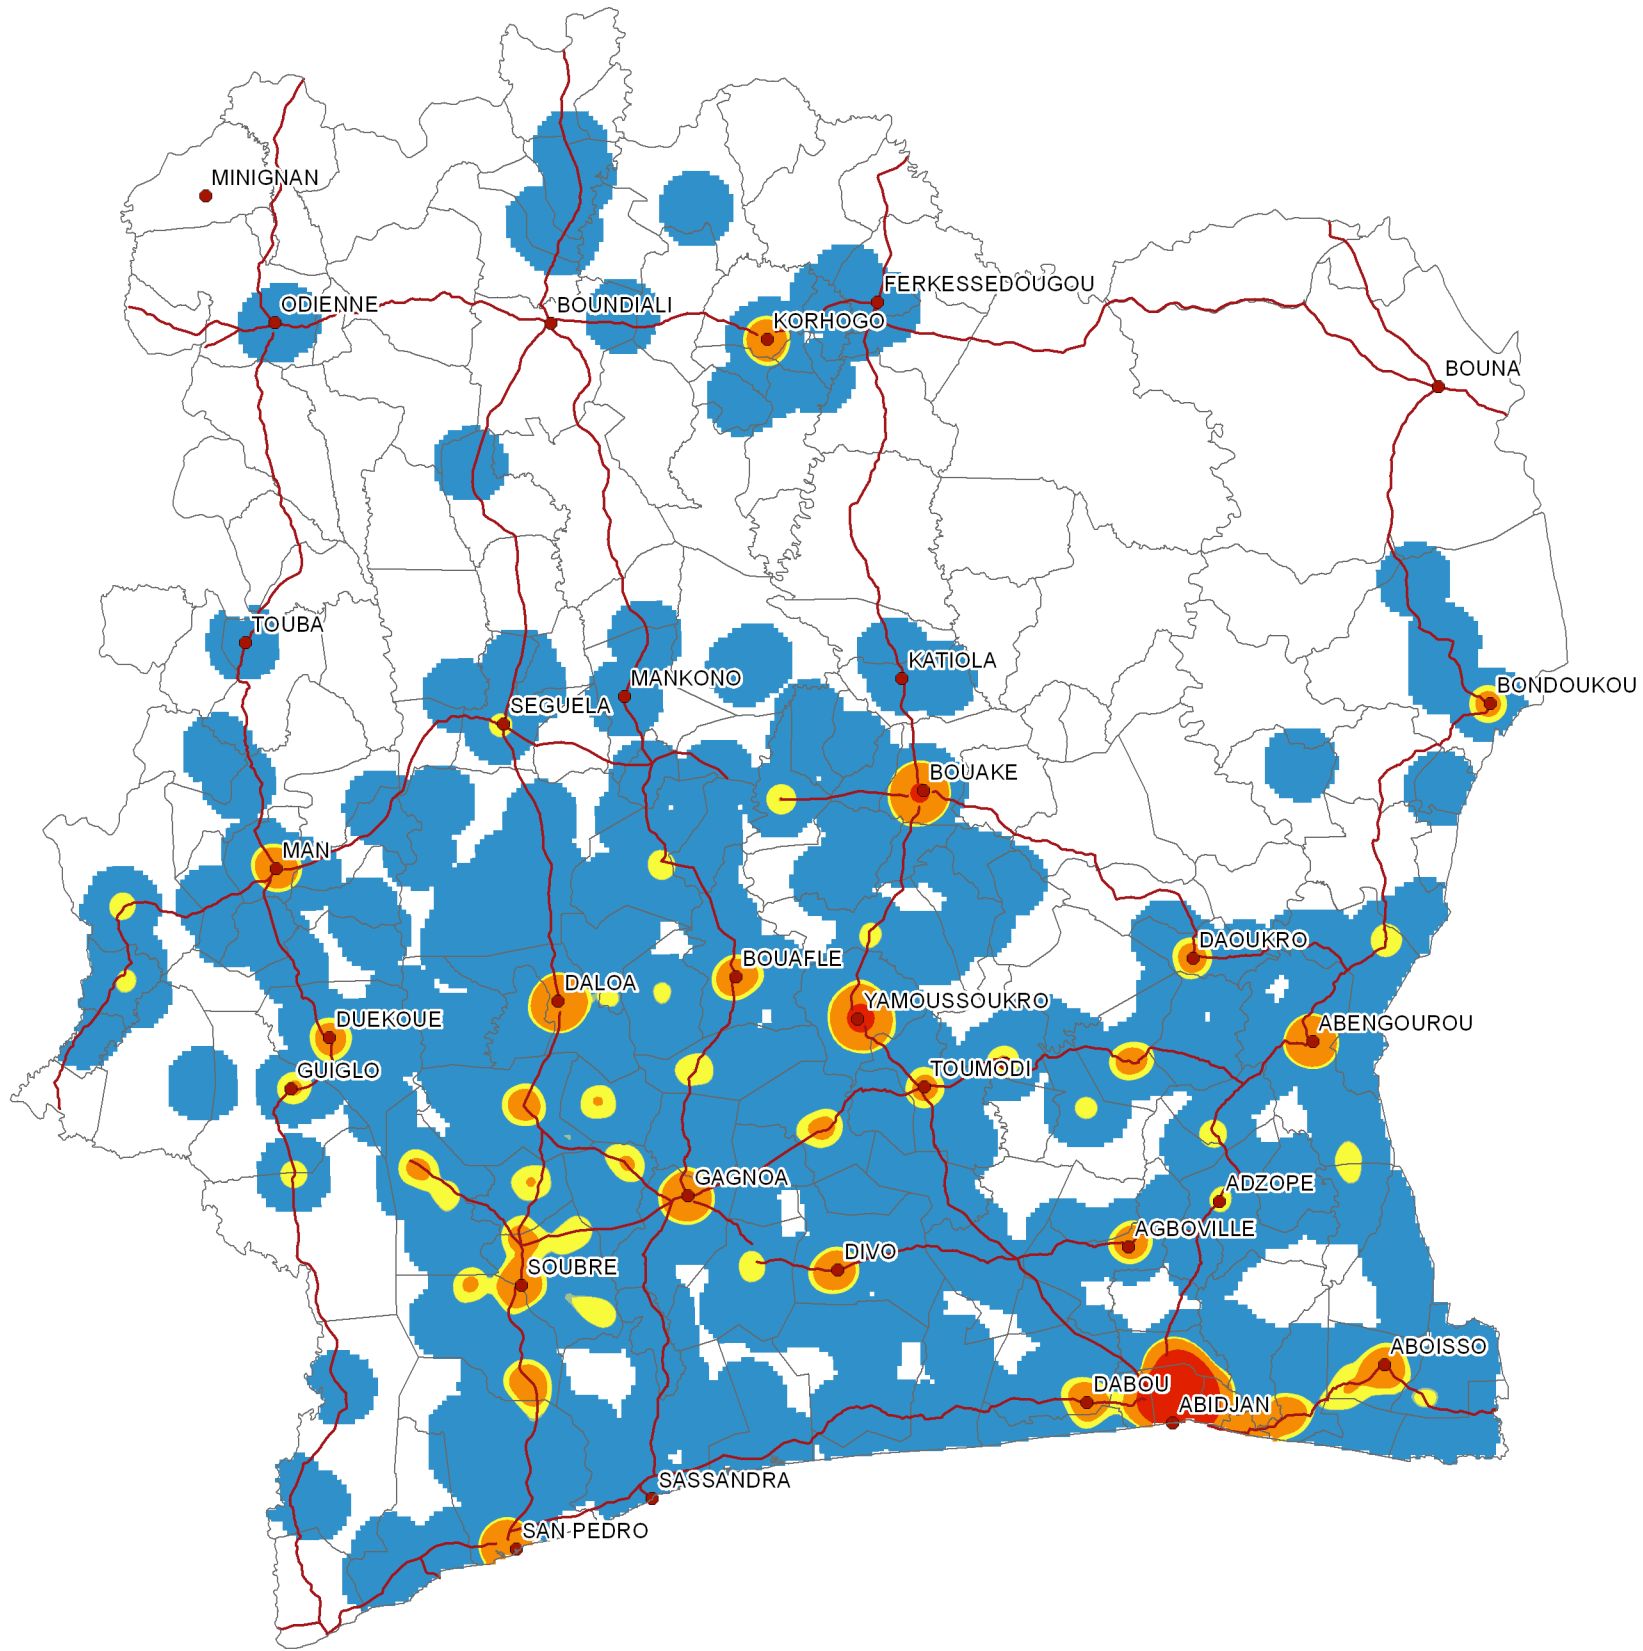 MINIGNAN
FERKESSEDOUGOU
ODIENNE
BOUNDIALI
KORHOGO
BOUNA
TOUBA
KATIOLA
MANKONO
BONDOUKOU
SEGUELA
BOUAKE
MAN
DAOUKRO
BOUAFLE
DALOA
YAMOUSSOUKRO
DUEKOUE
ABENGOUROU
GUIGLO
TOUMODI
GAGNOA
ADZOPE
AGBOVILLE
DIVO
SOUBRE
ABOISSO
DABOU
ABIDJAN
SASSANDRA
SAN PEDRO